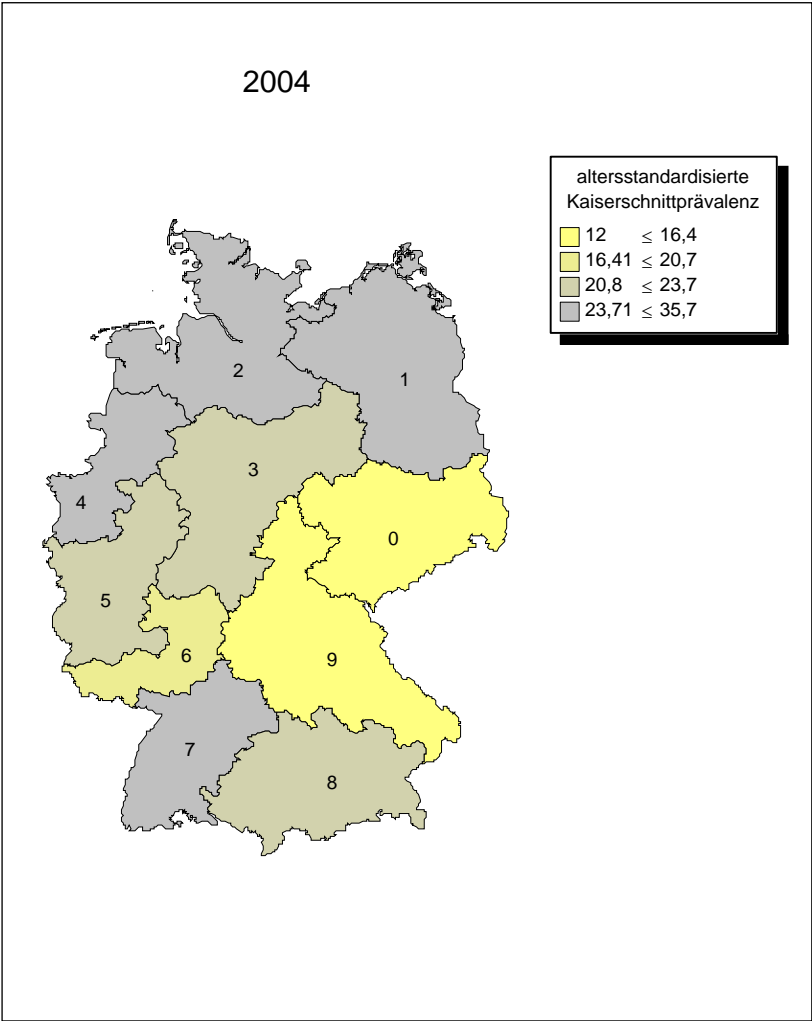 2004
altersstandardisierte
Kaiserschnittprävalenz
12 ≤ 16,4
16,41 ≤ 20,7
20,8 ≤ 23,7
23,71 ≤ 35,7
2
1
3
4
0
5
6
9
7
8